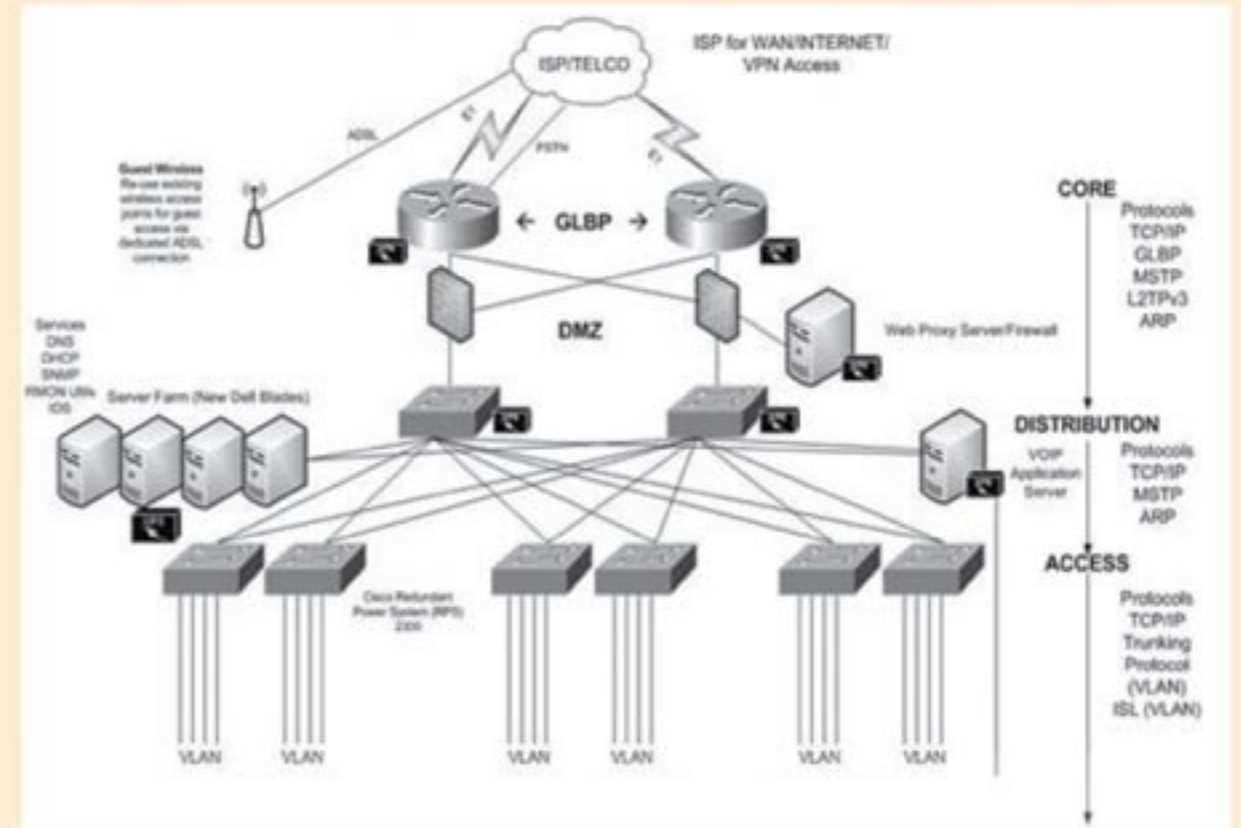 ISP/TELCO
ISP for WAN/INTERNET/
VPN Access
ADSL
E1
PSTN
E1
Guest Wireless
Re-use existing
wireless access
points for guest
access via
dedicated ADSL
connection
← GLBP →
CORE
Protocols
TCP/IP
GLBP
MSTP
L2TPv3
ARP
DMZ
Web Proxy Server/Firewall
Services
DNS
DHCP
SNMP
RMON
IDS
Server Farm (New Dell Blades)
DISTRIBUTION
VOIP
Application
Server
Protocols
TCP/IP
MSTP
ARP
ACCESS
Cisco Redundant
Power System (RPS)
2300
Protocols
TCP/IP
Trunking
Protocol
(VLAN)
ISL (VLAN)
VLAN
VLAN
VLAN
VLAN
VLAN
VLAN